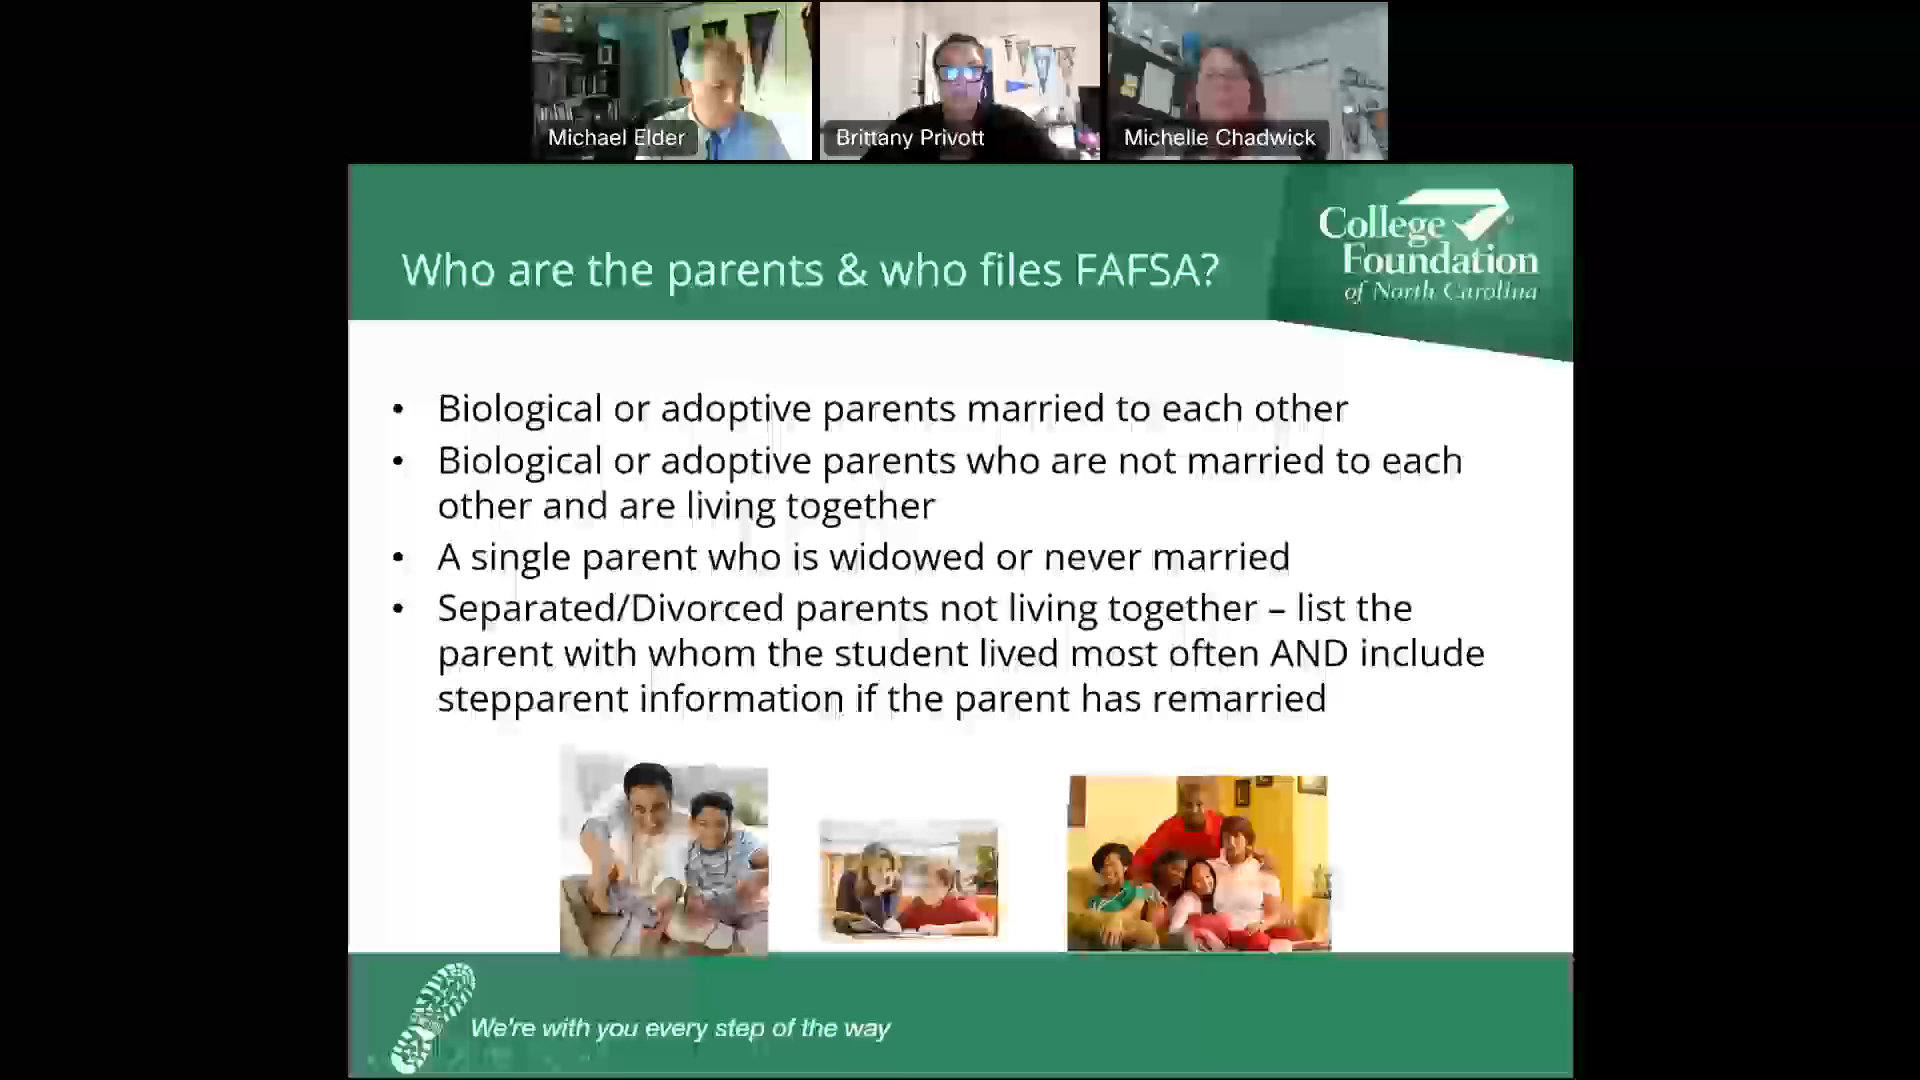 Michael Elder
Brittany Privott
Michelle Chadwick
Who are the parents & who files FAFSA?
College
Foundation
of North Carolina
• Biological or adoptive parents married to each other
• Biological or adoptive parents who are not married to each
other and are living together
• A single parent who is widowed or never married
• Separated/Divorced parents not living together – list the
parent with whom the student lived most often AND include
stepparent information if the parent has remarried
We're with you every step of the way